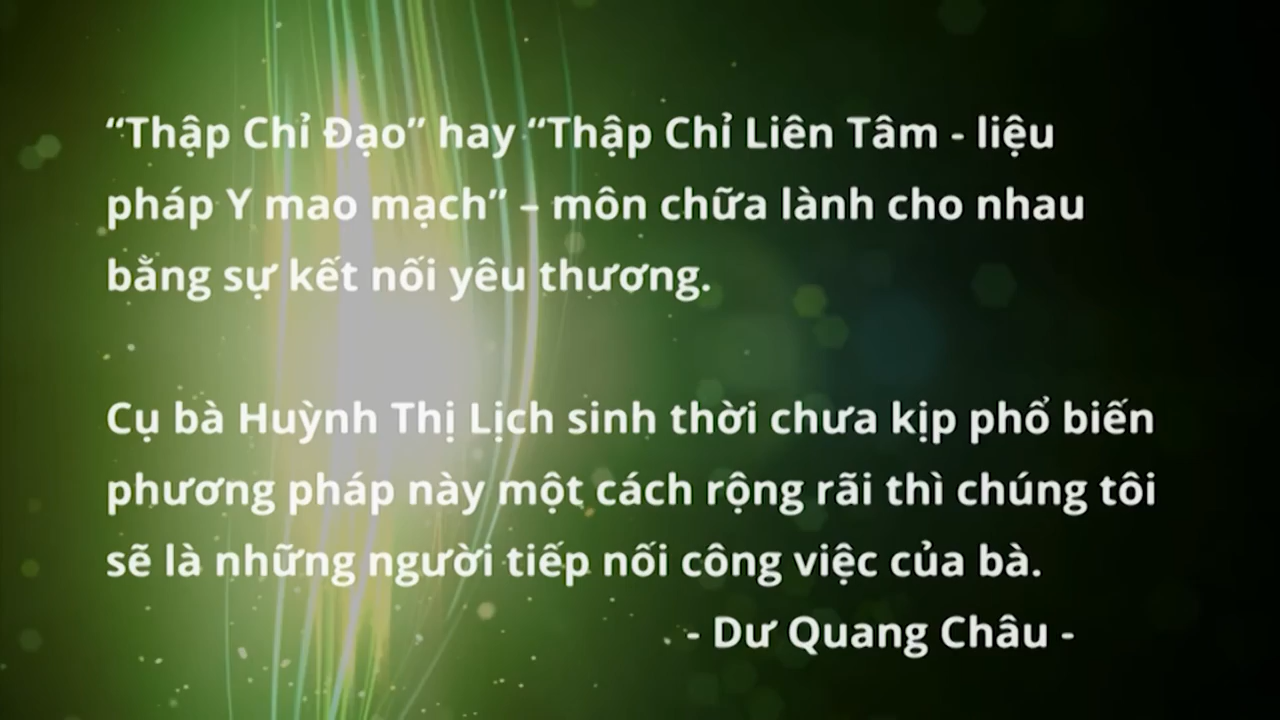 “Thập Chỉ Đạo” hay “Thập Chỉ Liên Tâm - liệu
pháp Y mao mạch” – môn chữa lành cho nhau
bằng sự kết nối yêu thương.
Cụ bà Huỳnh Thị Lịch sinh thời chưa kịp phổ biến
phương pháp này một cách rộng rãi thì chúng tôi
sẽ là những người tiếp nối công việc của bà.
- Dư Quang Châu -